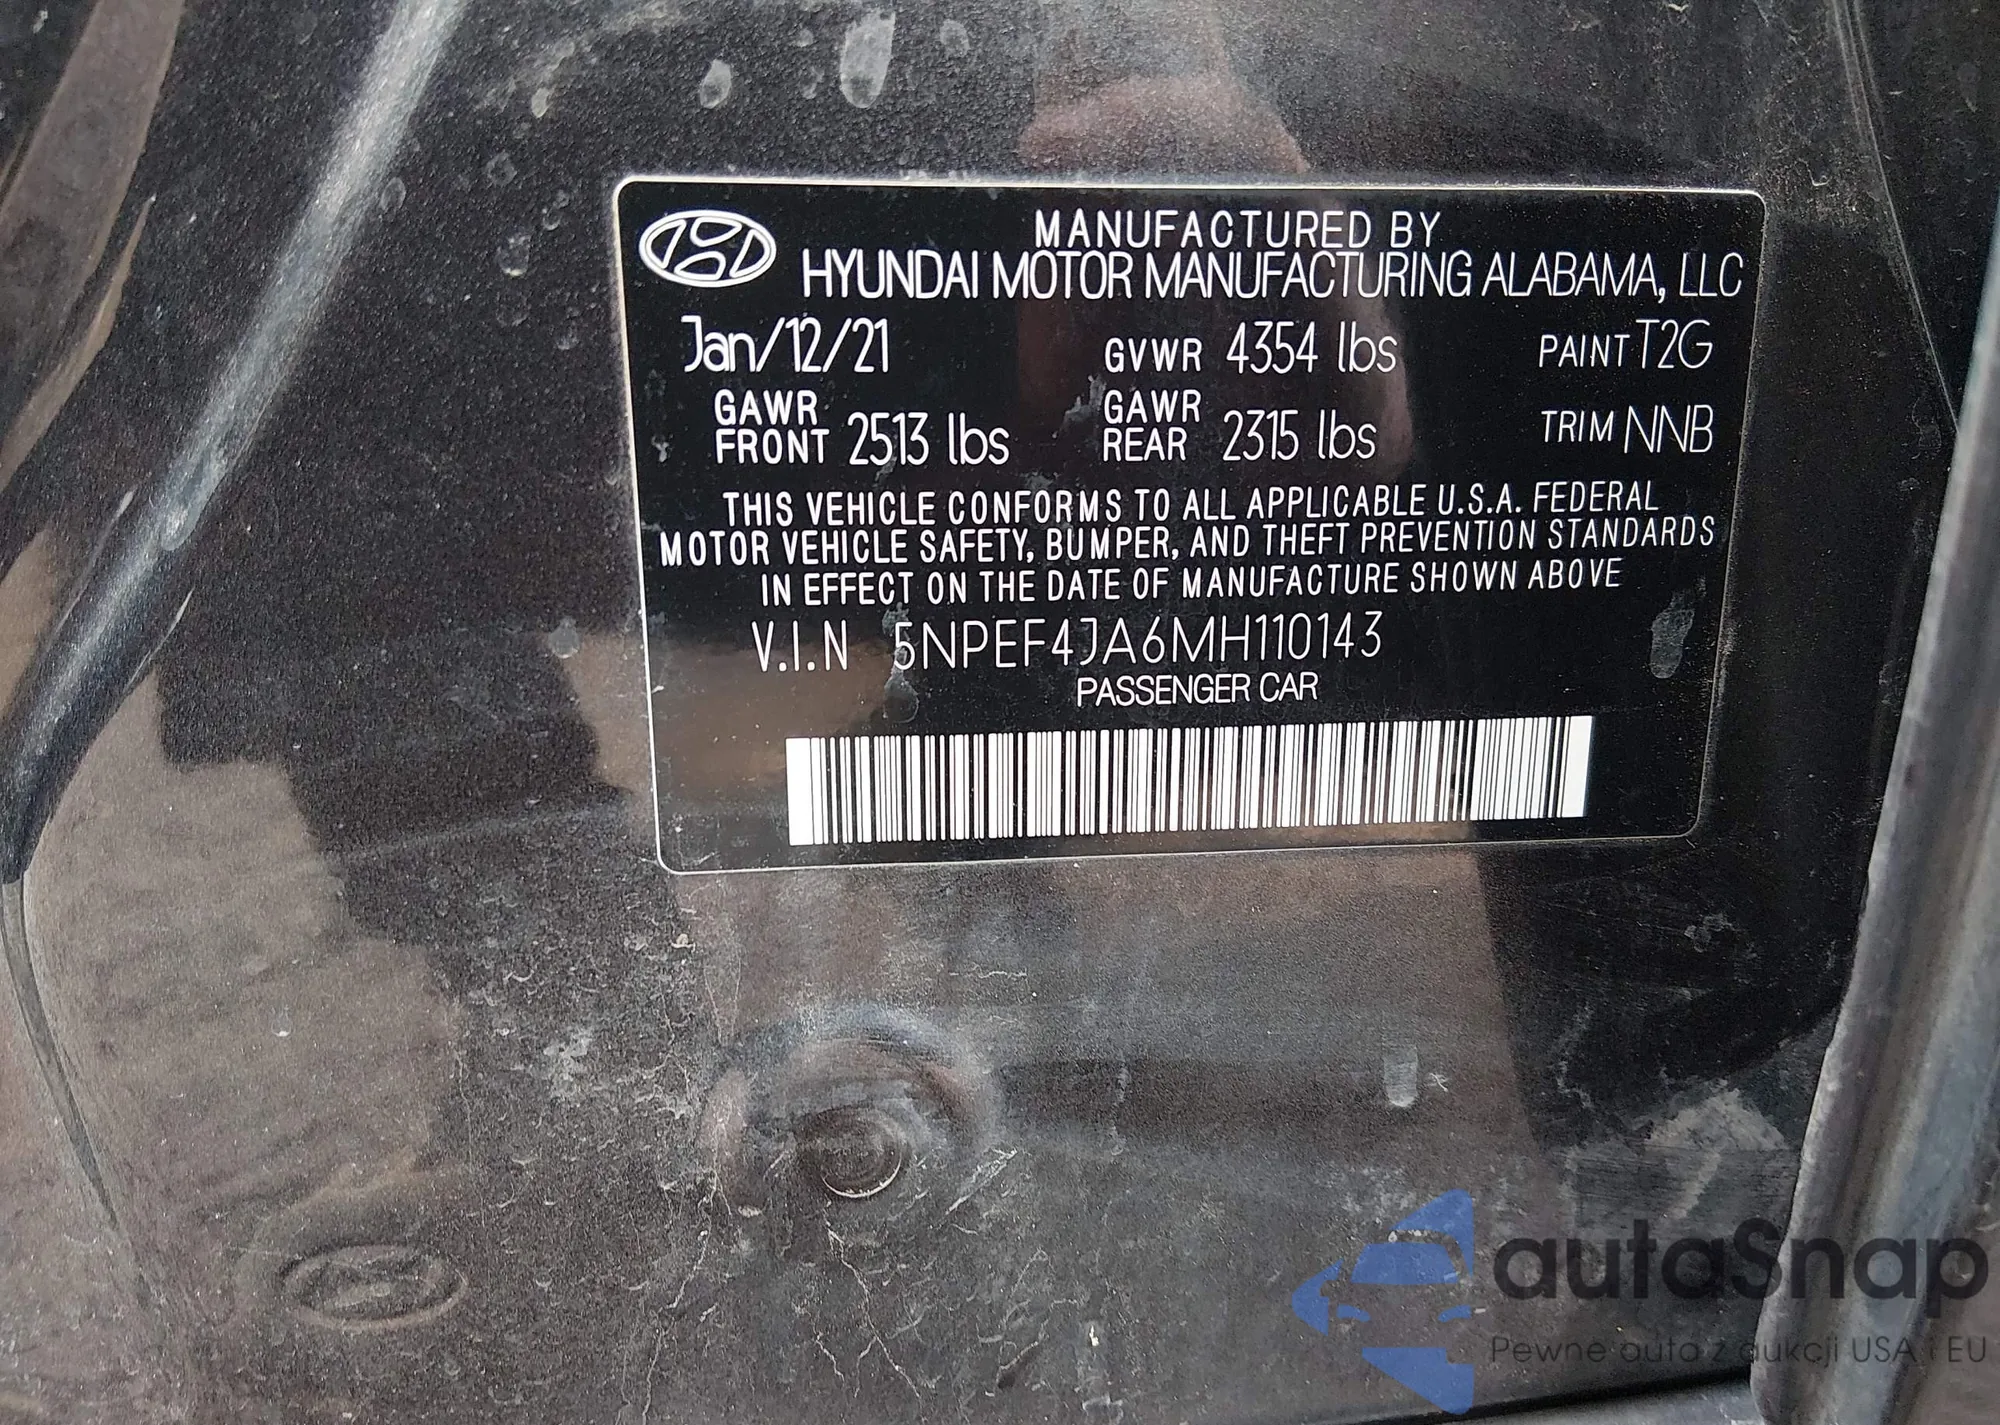 MANUFACTURED BY
HYUNDAI MOTOR MANUFACTURING ALABAMA, LLC
Jan/12/21 GVWR 4354 lbs PAINT T2G
GAWR FRONT 2513 lbs GAWR REAR 2315 lbs TRIM NNB
THIS VEHICLE CONFORMS TO ALL APPLICABLE U.S.A. FEDERAL
MOTOR VEHICLE SAFETY, BUMPER, AND THEFT PREVENTION STANDARDS
IN EFFECT ON THE DATE OF MANUFACTURE SHOWN ABOVE
V.I.N 5NPEF4JA6MH110143
PASSENGER CAR
autaSnap
Pewne auta z aukcji USA i EU